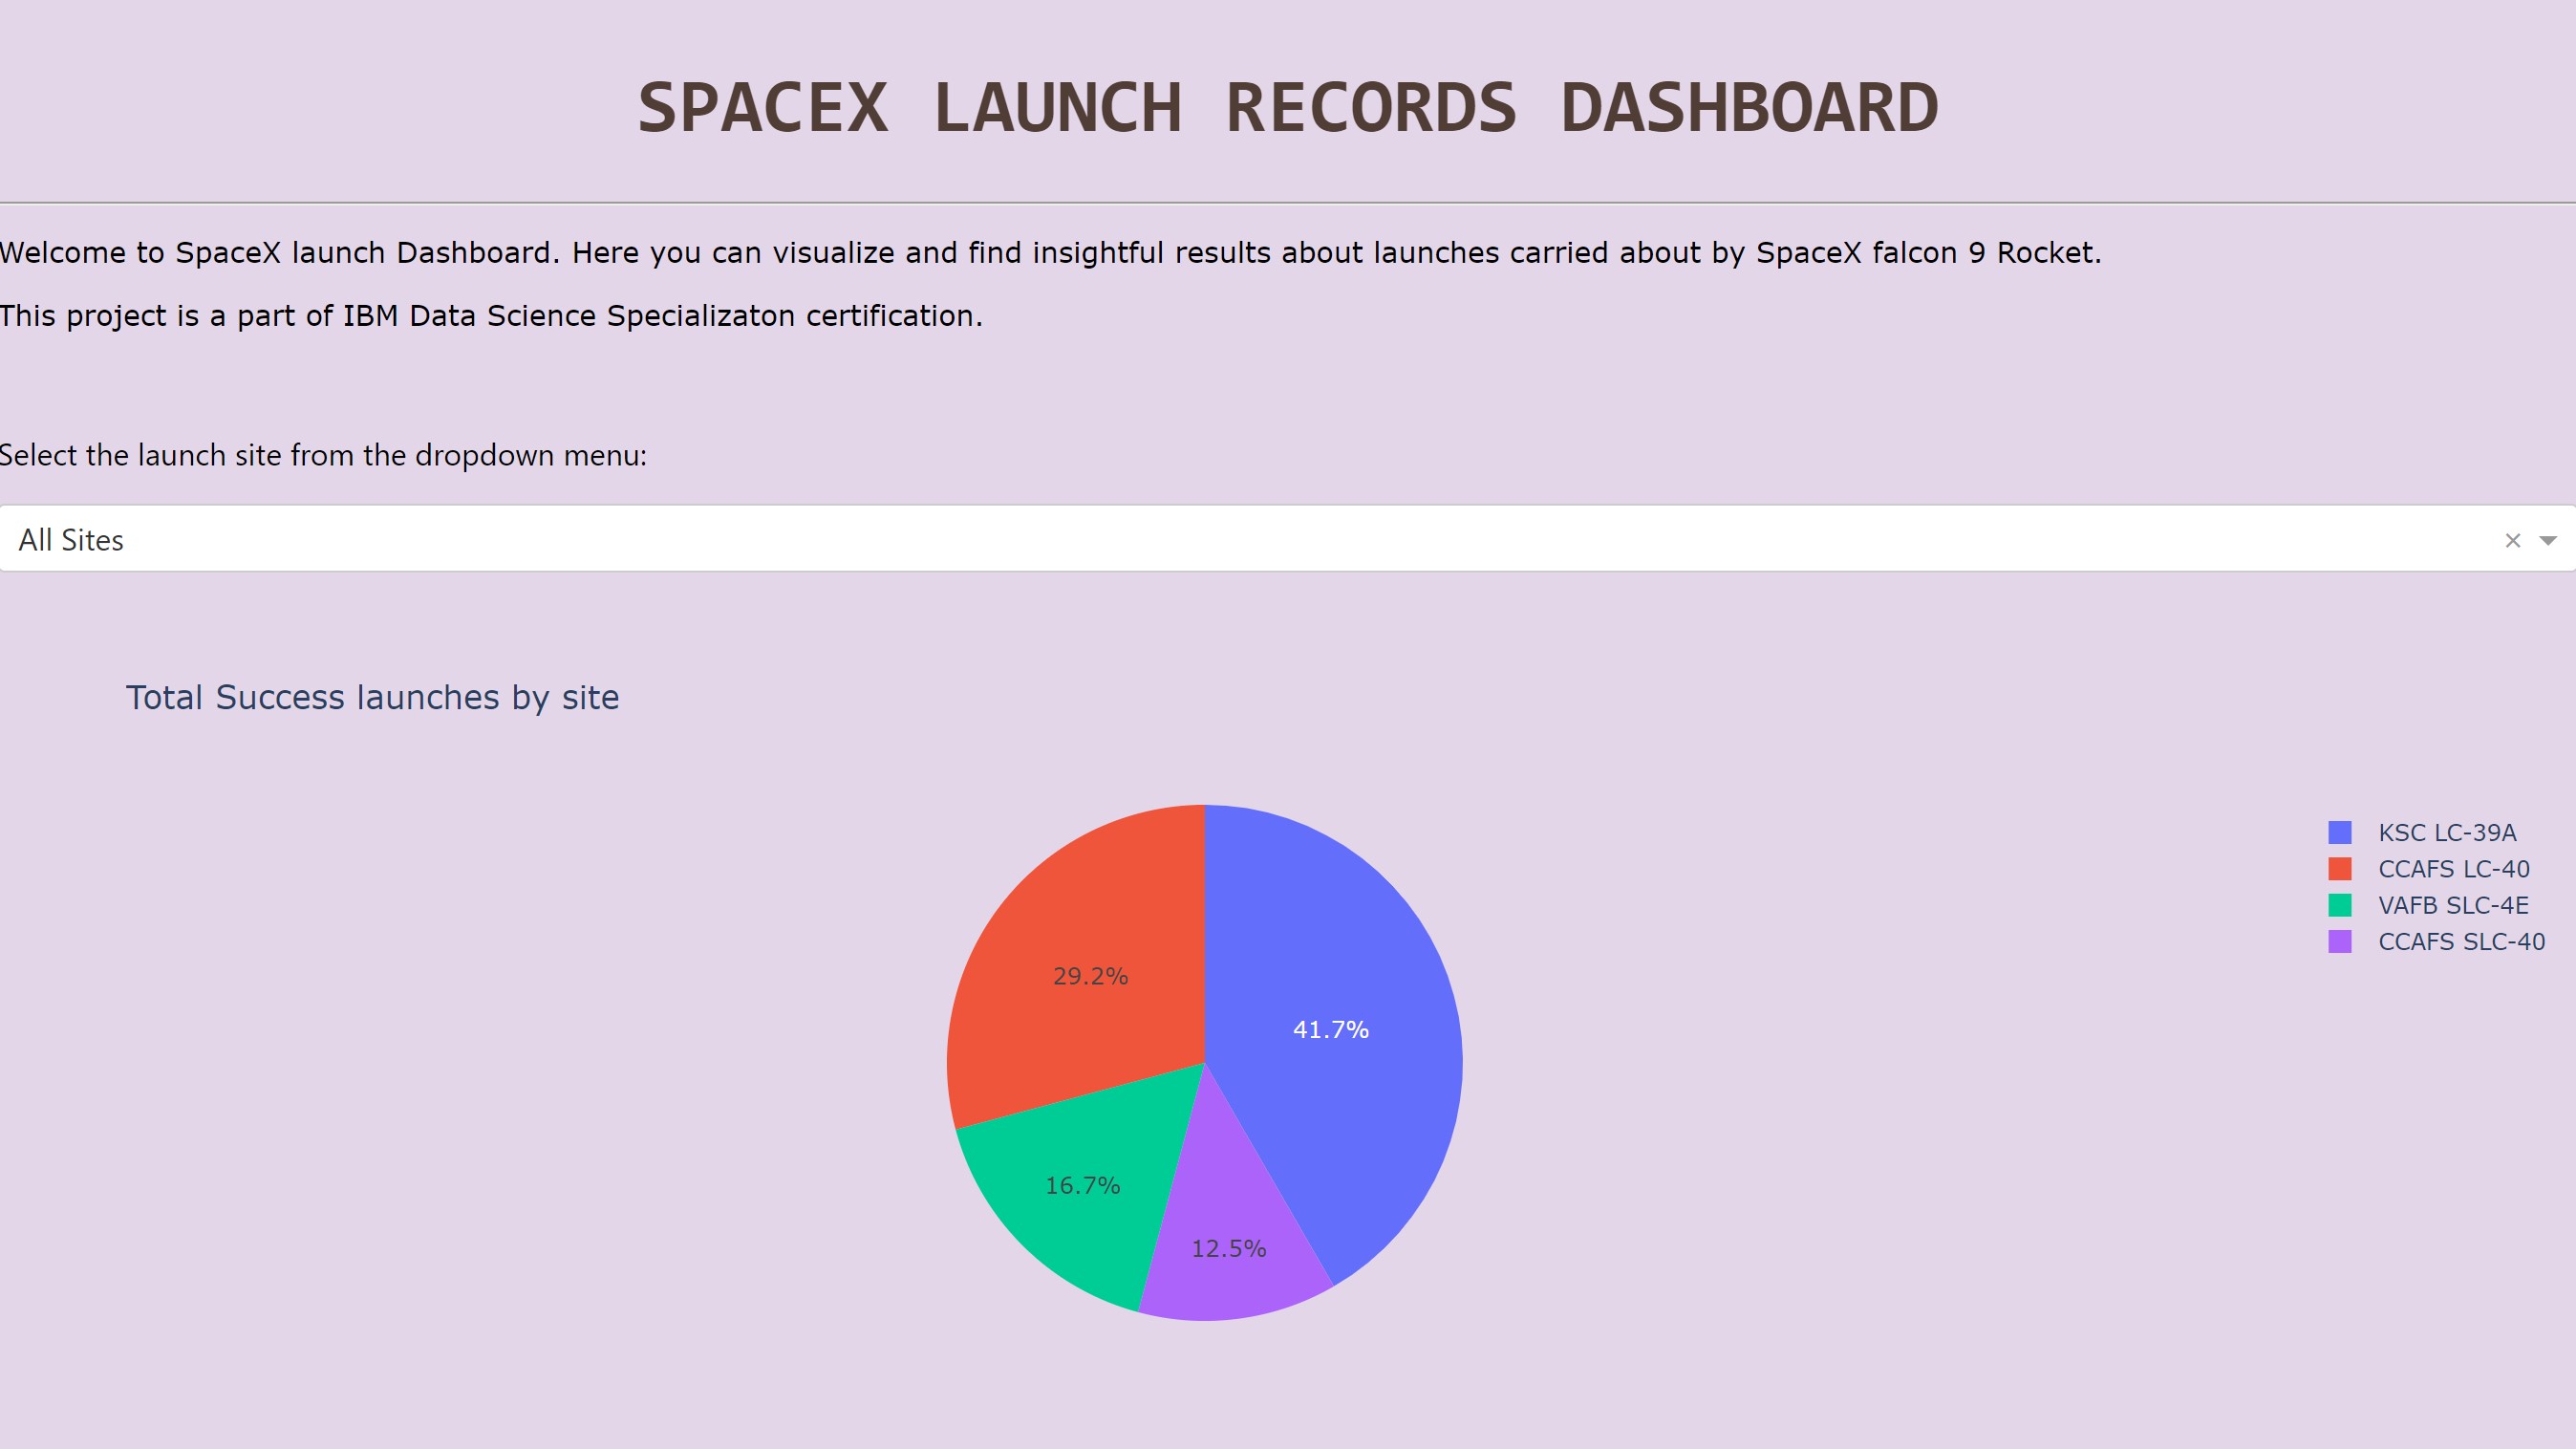 SPACEX LAUNCH RECORDS DASHBOARD
Welcome to SpaceX launch Dashboard. Here you can visualize and find insightful results about launches carried about by SpaceX falcon 9 Rocket.
This project is a part of IBM Data Science Specializaton certification.
Select the launch site from the dropdown menu:
All Sites
Total Success launches by site
KSC LC-39A
CCAFS LC-40
VAFB SLC-4E
CCAFS SLC-40
29.2%
41.7%
16.7%
12.5%